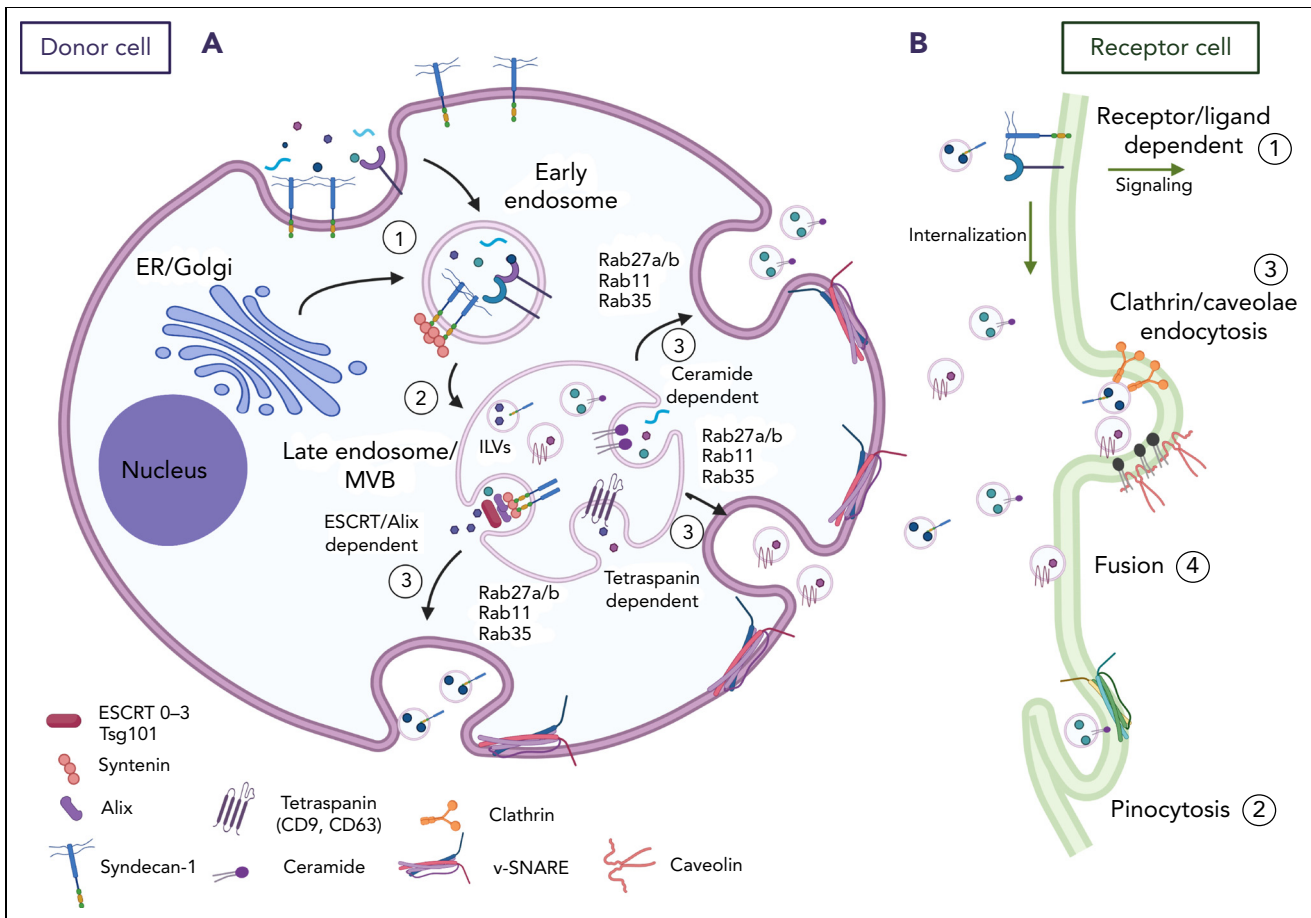 Donor cell
A
Early
endosome
1
ER/Golgi
Rab27a/b
Rab11
Rab35
3
Ceramide
dependent
2
Nucleus
Late endosome/
MVB
ILVs
Rab27a/b
Rab11
Rab35
ESCRT/Alix
dependent
3
3
Tetraspanin
dependent
Rab27a/b
Rab11
Rab35
ESCRT 0–3
Tsg101
Syntenin
Alix
Tetraspanin
(CD9, CD63)
Clathrin
Syndecan-1
Ceramide
v-SNARE
Caveolin
B
Receptor cell
Receptor/ligand
dependent
1
Signaling
Internalization
3
Clathrin/caveolae
endocytosis
Fusion 4
Pinocytosis 2